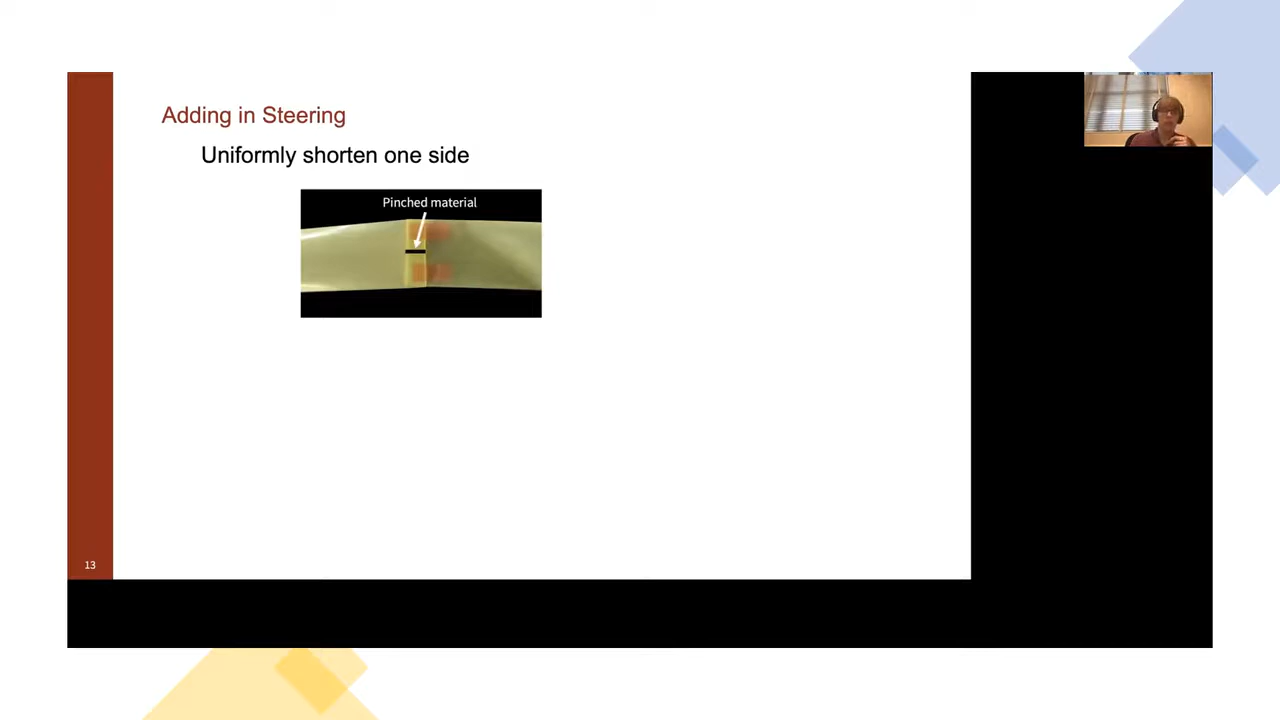 Adding in Steering
Uniformly shorten one side
Pinched material
13